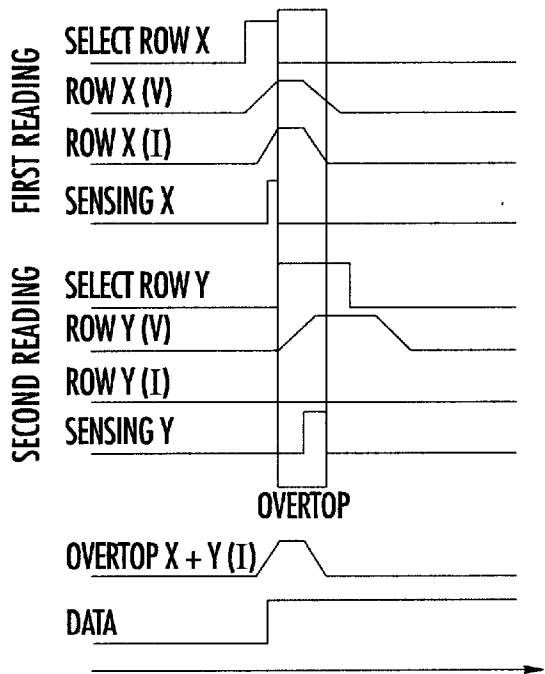 FIRST READING
SELECT ROW X
ROW X (V)
ROW X (I)
SENSING X
SECOND READING
SELECT ROW Y
ROW Y (V)
ROW Y (I)
SENSING Y
OVERTOP
OVERTOP X + Y (I)
DATA